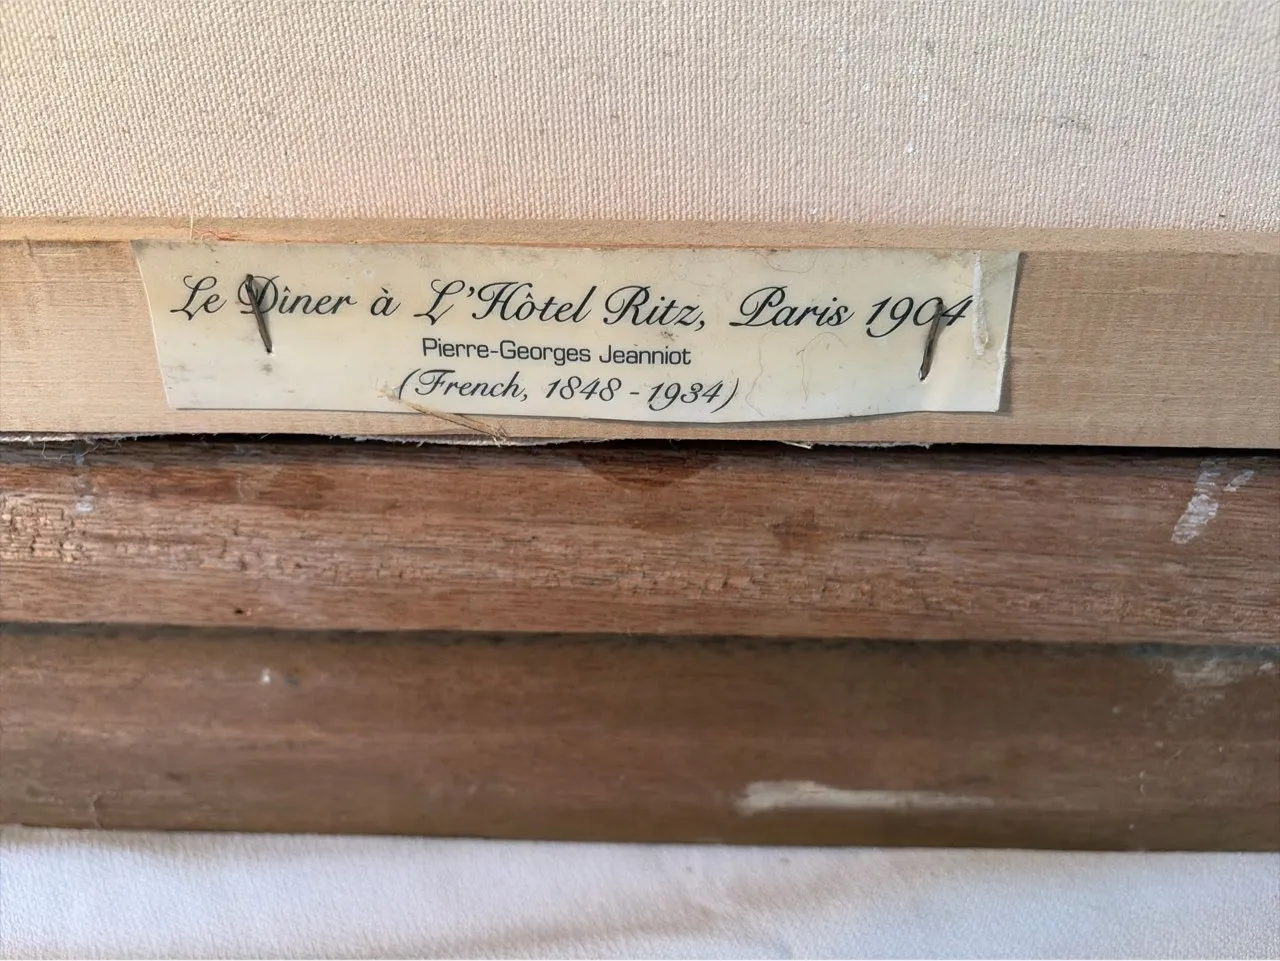 Le Dîner à L'Hôtel Ritz, Paris 1904
Pierre-Georges Jeanniot
(French, 1848 - 1934)